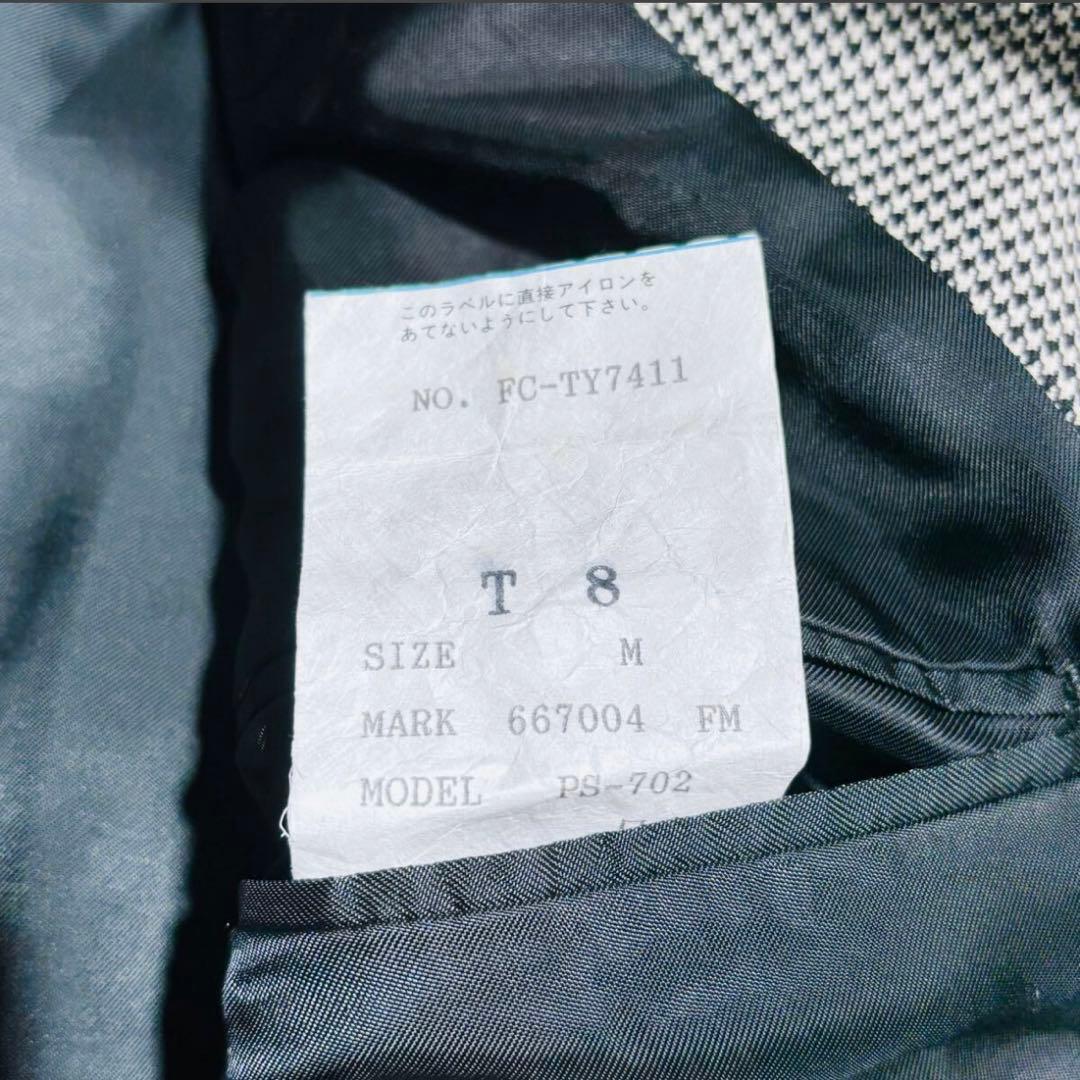 このラベルに直接アイロンを
あてないようにして下さい。
NO. FC-TY7411
T 8
SIZE M
MARK 667004 FM
MODEL PS-702